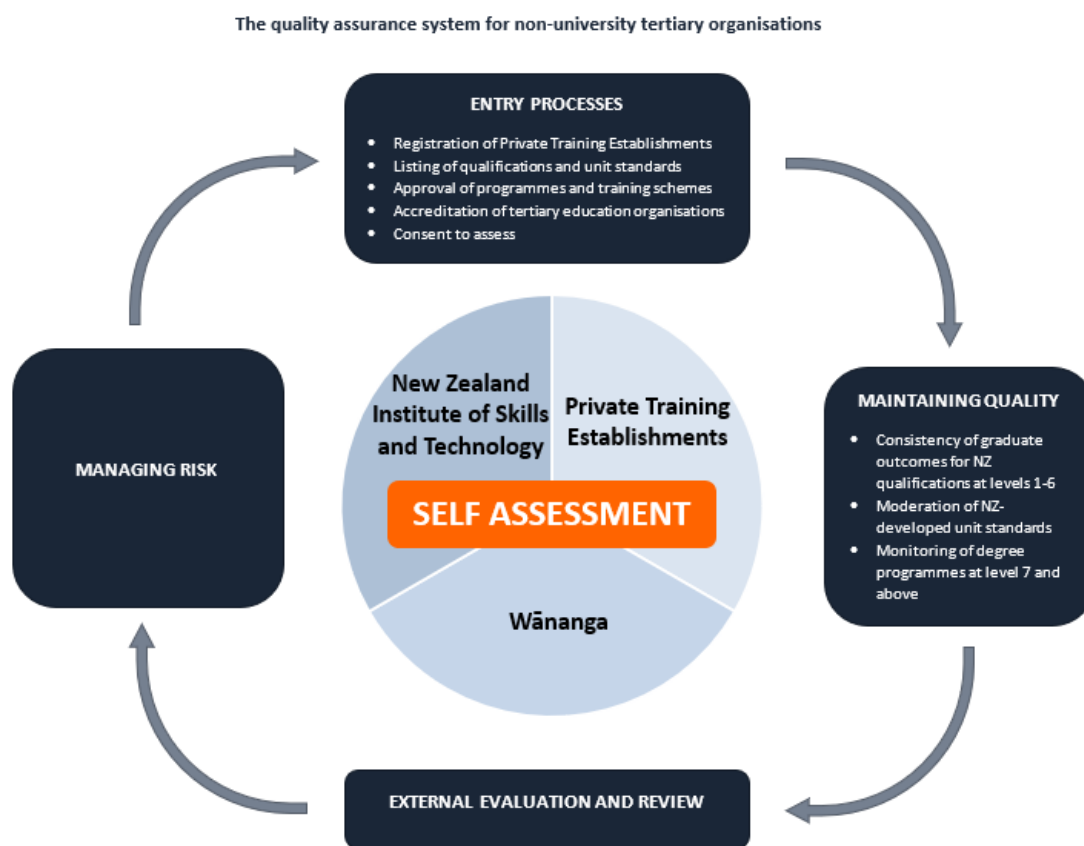 The quality assurance system for non-university tertiary organisations
ENTRY PROCESSES
• Registration of Private Training Establishments
• Listing of qualifications and unit standards
• Approval of programmes and training schemes
• Accreditation of tertiary education organisations
• Consent to assess
New Zealand
Institute of Skills
and Technology
Private Training
Establishments
SELF ASSESSMENT
Wānanga
MANAGING RISK
MAINTAINING QUALITY
• Consistency of graduate
outcomes for NZ
qualifications at levels 1-6
• Moderation of NZ-
developed unit standards
• Monitoring of degree
programmes at level 7 and
above
EXTERNAL EVALUATION AND REVIEW